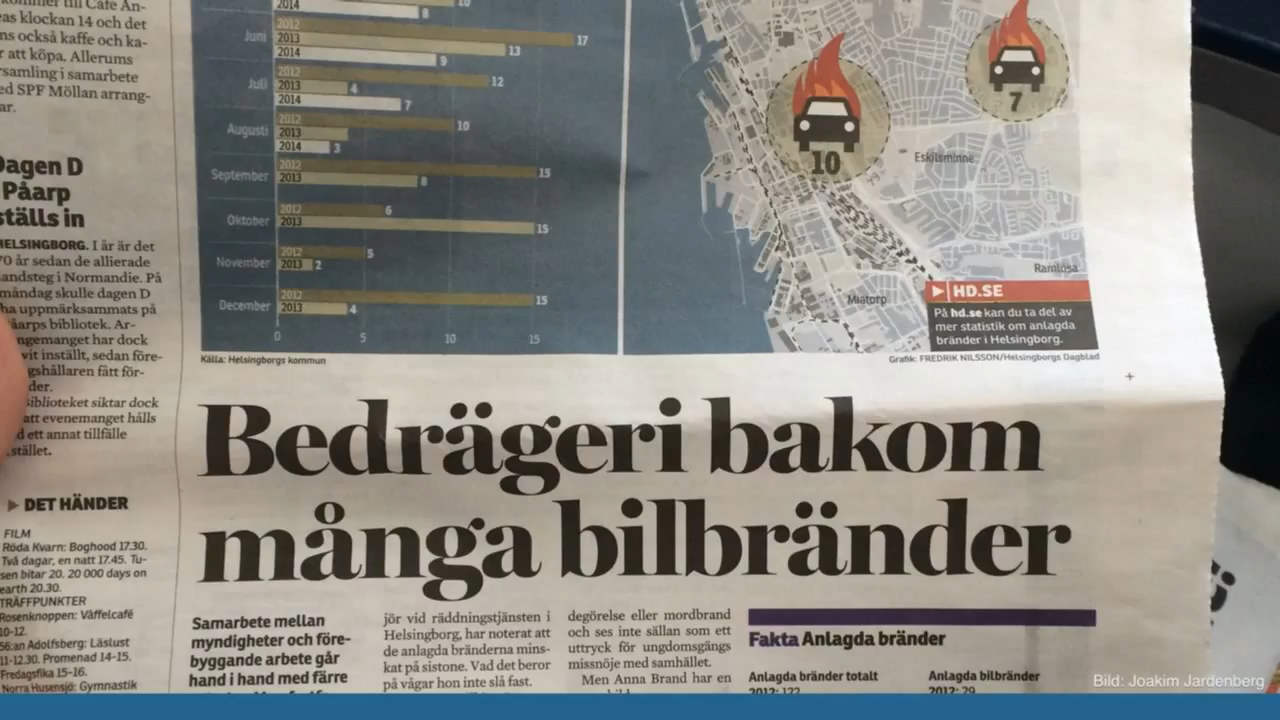 as klockan 14 och det
ns också kaffe och ka-
r att köpa. Allerums
samling i samarbete
ed SPF Möllan arrang-
ar.
Dagen D
Påarp
ställs in
HELSINGBORG. I år är det
70 år sedan de allierade
landsteg i Normandie. På
måndag skulle dagen D
ha uppmärksammats på
åarps bibliotek. Ar-
ngemanget har dock
vit inställt, sedan före-
gshållaren fått för-
der.
iblioteket siktar dock
att evenemanget hålls
d ett annat tillfälle
stället.
DET HÄNDER
FILM
Röda Kvarn: Boghood 17.30.
Två dagar, en natt 17.45. Tu-
sen bitar 20. 20 000 days on
earth 20.30.
TRÄFFPUNKTER
Rosenknoppen: Våffelcafé
10-12.
56:an Adolfsberg: Läslust
11-12.30. Promenad 14-15.
Fredagsfika 15-16.
Norra Husensjö: Gymnastik
2014 8
Juni
2012 17
2013 13
2014 9
Juli
2012 12
2013 4
2014 7
Augusti
2012 10
2013
2014 3
September
2012 15
2013 8
Oktober
2012 6
2013 15
November
2012 5
2013 2
December
2012 15
2013 4
0 5 10 15
Källa: Helsingborgs kommun
10
7
Eskilsminne
Ramlösa
Miatorp
HD.SE
På hd.se kan du ta del av
mer statistik om anlagda
bränder i Helsingborg.
Grafik: FREDRIK NILSSON/Helsingborgs Dagblad
Bedrägeri bakom
många bilbränder
Samarbete mellan
myndigheter och före-
byggande arbete går
hand i hand med färre
jör vid räddningstjänsten i
Helsingborg, har noterat att
de anlagda bränderna mins-
kat på sistone. Vad det beror
på vågar hon inte slå fast.
degörelse eller mordbrand
och ses inte sällan som ett
uttryck för ungdomsgängs
missnöje med samhället.
Men Anna Brand har en
Fakta Anlagda bränder
Anlagda bränder totalt
2012: 122
Anlagda bilbränder
2012: 79
Bild: Joakim Jardenberg